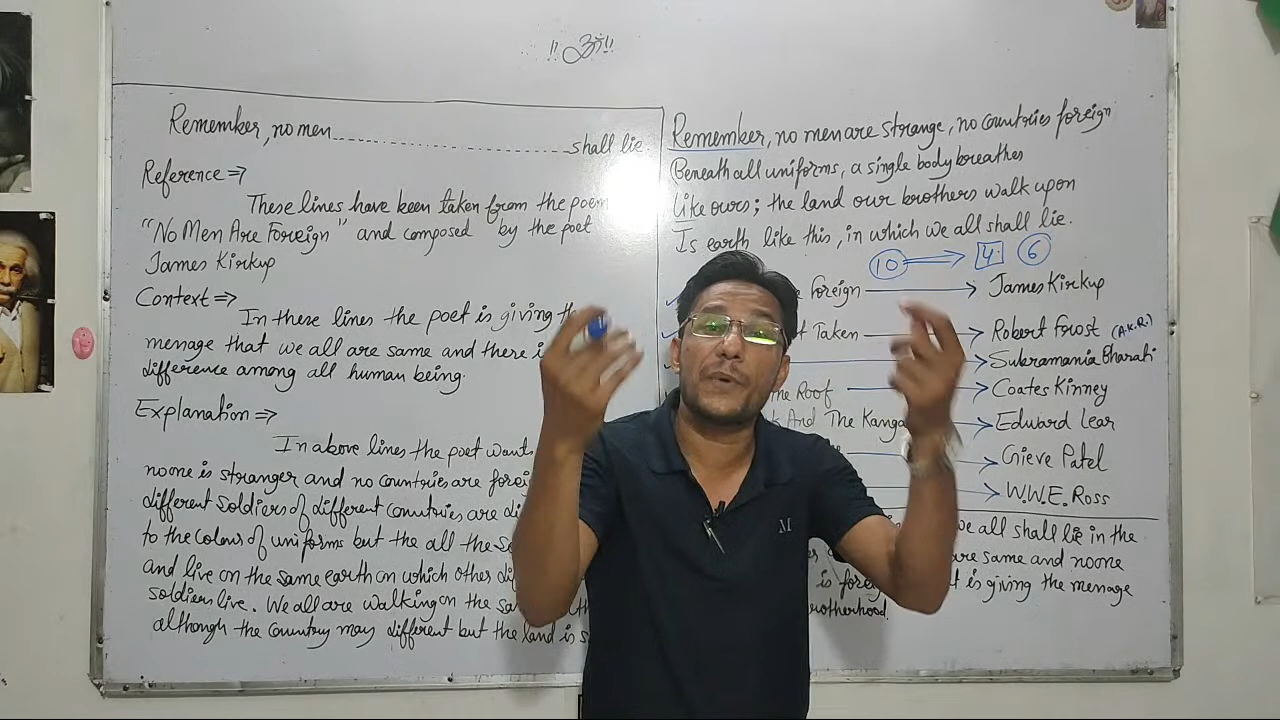 !! ॐ !!
Remember, no men ........................ shall lie.
Reference ⇒
These lines have been taken from the poem
"No Men Are Foreign" and composed by the poet
James Kirkup
Context ⇒
In these lines the poet is giving the
menage that we all are same and there
difference among all human being.
Explanation ⇒
In above lines the poet wants
noone is stranger and no countries are
different soldiers of different countries are
to the colour of uniforms but the all the
and live on the same earth on which other
soldiers live. We all are walking on the
although the country may different but the land is
Remember, no men are strange, no countries foreign
Beneath all uniforms, a single body breathes
Like ours; the land our brothers walk upon
Is earth like this, in which we all shall lie.
10 ⇒ 4. 6
Foreign → James Kirkup
Taken → Robert Frost (A.K.R.)
→ Subramania Bharati
the Roof → Coates Kinney
And The → Edward Lear
→ Gieve Patel
→ W.W.E. Ross
we all shall lie in the
are same and noone
is is giving the menage
brotherhood.
M